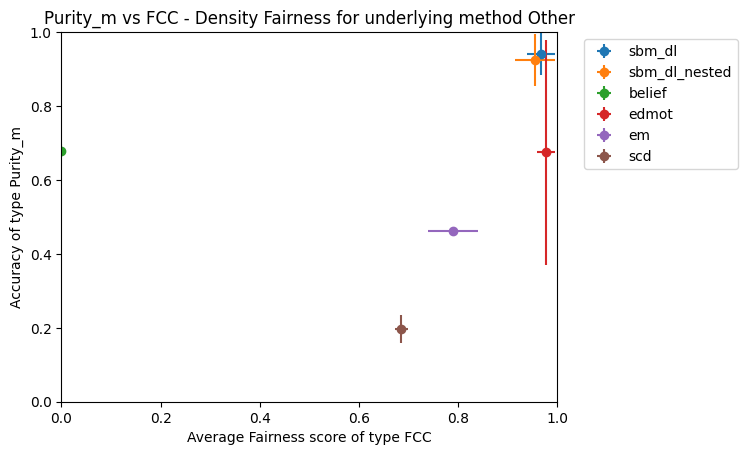 Purity_m vs FCC - Density Fairness for underlying method Other
1.0
0.8
0.6
0.4
0.2
0.0
Accuracy of type Purity_m
0.0 0.2 0.4 0.6 0.8 1.0
Average Fairness score of type FCC
sbm_dl
sbm_dl_nested
belief
edmot
em
scd